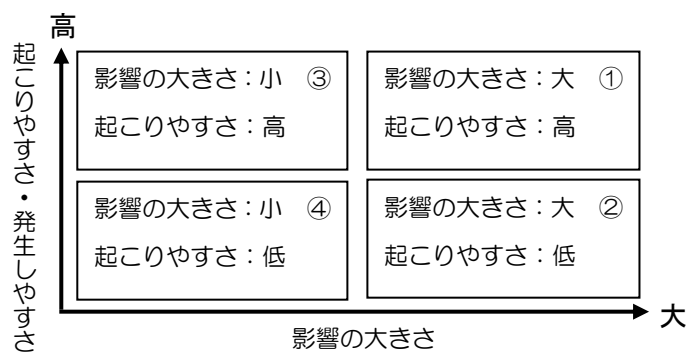 高
起こりやすさ・発生しやすさ
影響の大きさ：小　③
起こりやすさ：高
影響の大きさ：大　①
起こりやすさ：高
影響の大きさ：小　④
起こりやすさ：低
影響の大きさ：大　②
起こりやすさ：低
大
影響の大きさ